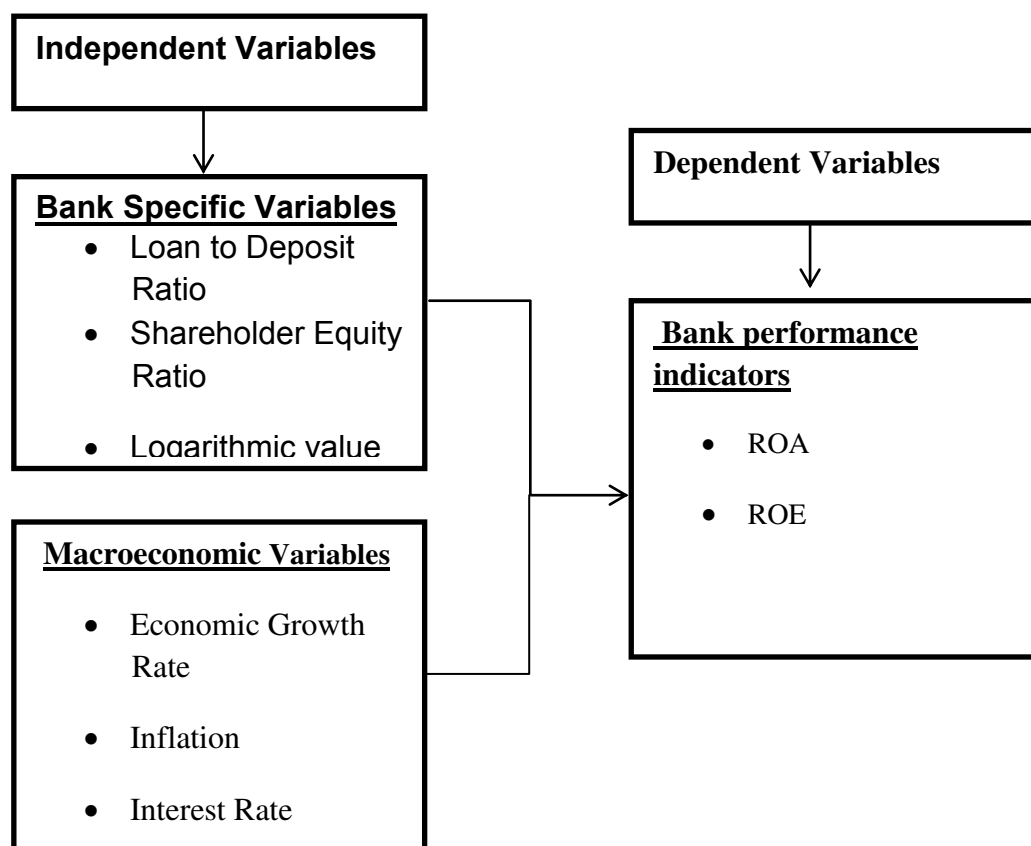 Independent Variables
Bank Specific Variables
• Loan to Deposit
Ratio
• Shareholder Equity
Ratio
• Logarithmic value
Macroeconomic Variables
• Economic Growth
Rate
• Inflation
• Interest Rate
Dependent Variables
Bank performance
indicators
• ROA
• ROE